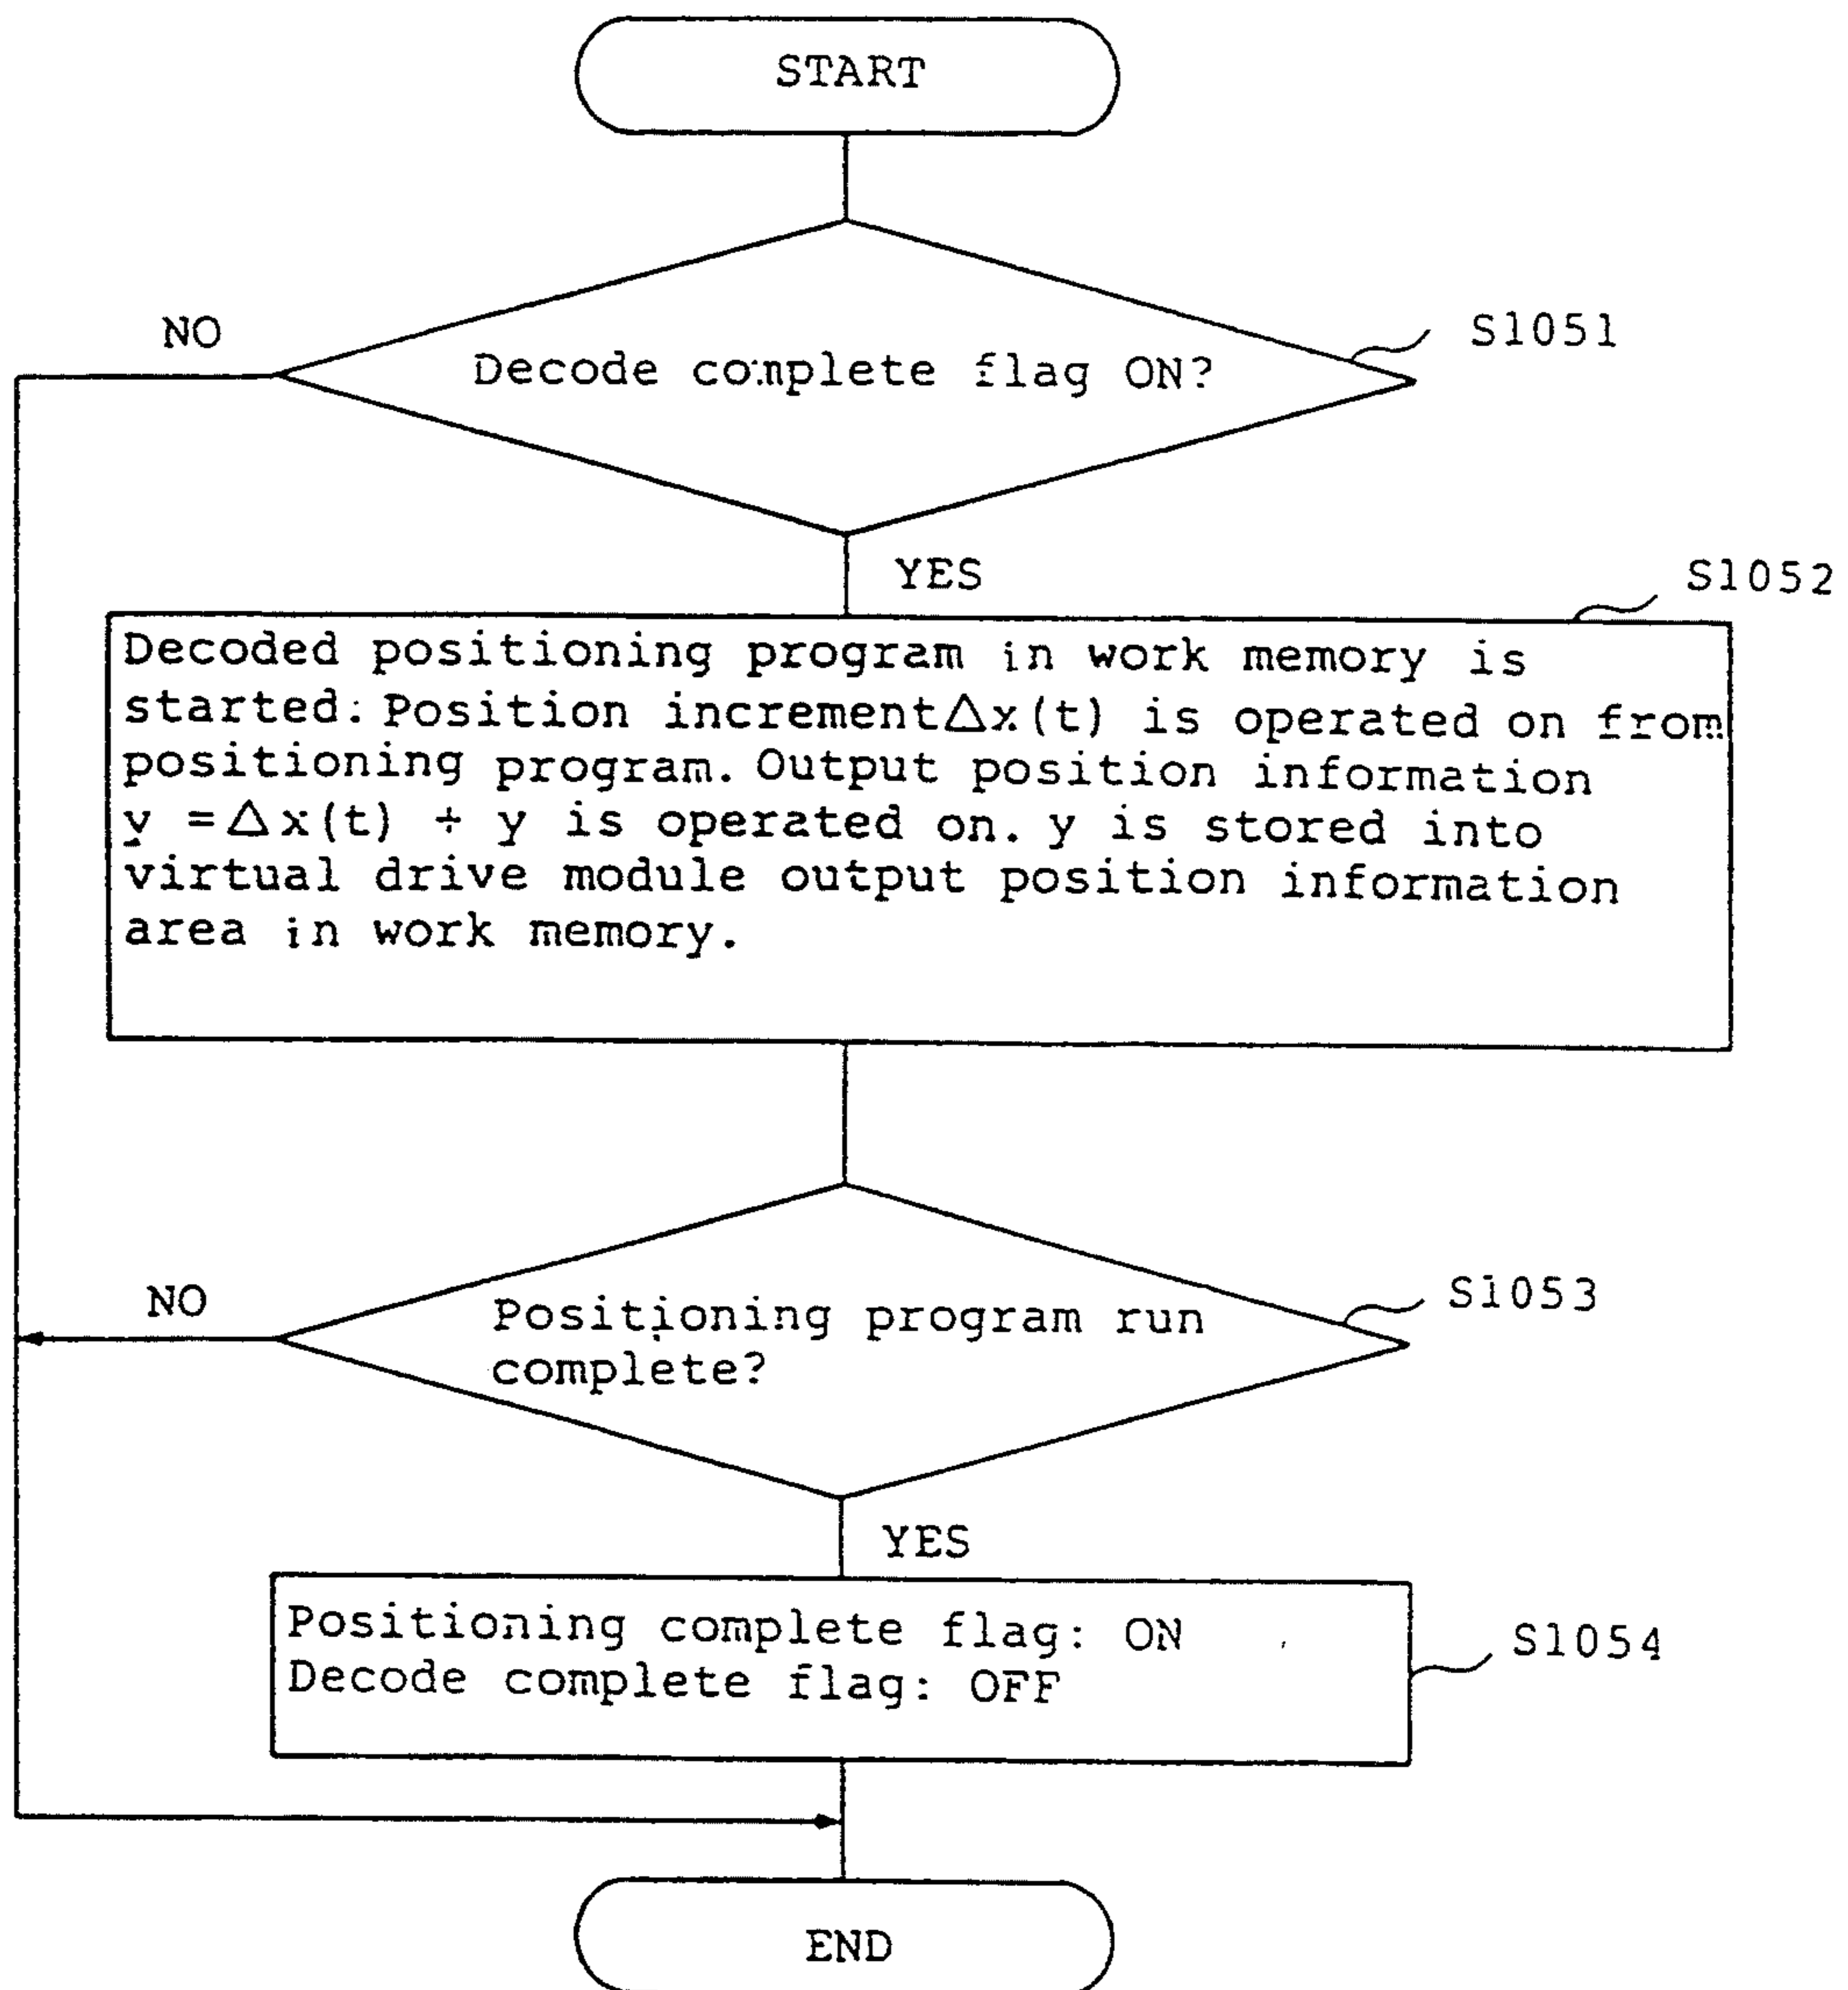 START
NO
Decode complete flag ON?
S1051
YES
S1052
Decoded positioning program in work memory is
started: Position increment△x(t) is operated on from
positioning program. Output position information
y =△x(t) + y is operated on. y is stored into
virtual drive module output position information
area in work memory.
NO
Positioning program run
complete?
S1053
YES
Positioning complete flag: ON
Decode complete flag: OFF
S1054
END